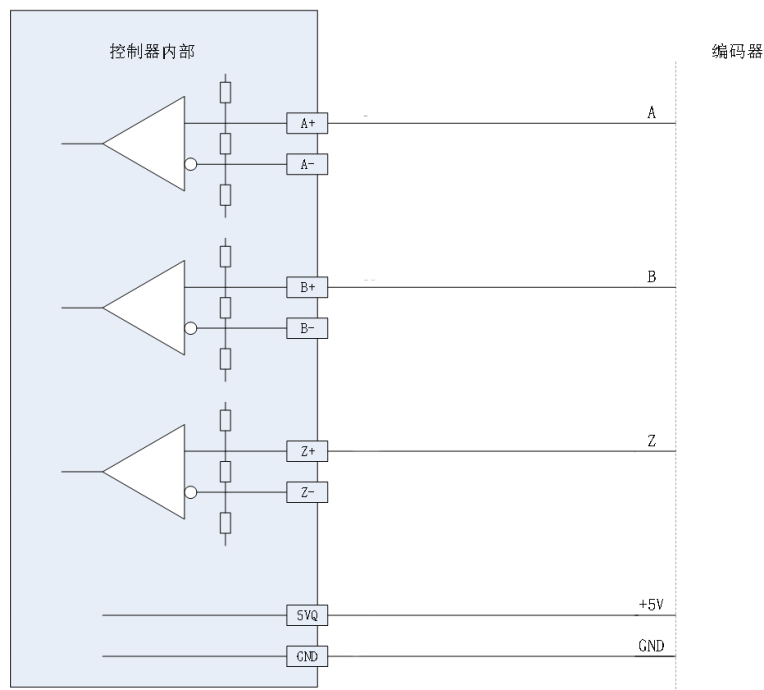 控制器内部
编码器
A+
A
A-
B+
B
B-
Z+
Z
Z-
5VQ
+5V
GND
GND